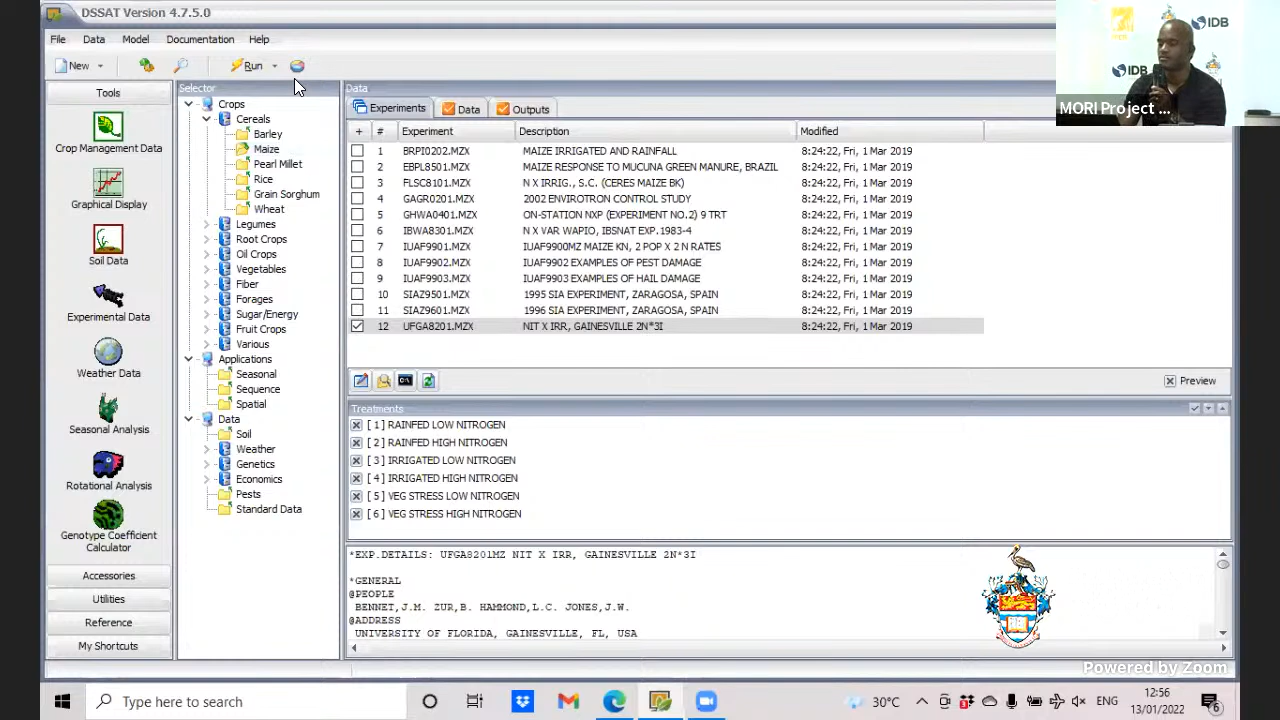 DSSAT Version 4.7.5.0
File Data Model Documentation Help
New Run
Tools
Crop Management Data
Graphical Display
Soil Data
Experimental Data
Weather Data
Seasonal Analysis
Rotational Analysis
Genotype Coefficient
Calculator
Accessories
Utilities
Reference
My Shortcuts
Selector
Crops
Cereals
Barley
Maize
Pearl Millet
Rice
Grain Sorghum
Wheat
Legumes
Root Crops
Oil Crops
Vegetables
Fiber
Forages
Sugar/Energy
Fruit Crops
Various
Applications
Seasonal
Sequence
Spatial
Data
Soil
Weather
Genetics
Economics
Pests
Standard Data
Data
Experiments Data Outputs
+ # Experiment Description Modified
1 BRPI0202.MZX MAIZE IRRIGATED AND RAINFALL 8:24:22, Fri, 1 Mar 2019
2 EBPL8501.MZX MAIZE RESPONSE TO MUCUNA GREEN MANURE, BRAZIL 8:24:22, Fri, 1 Mar 2019
3 FLSC8101.MZX N X IRRIG., S.C. (CERES MAIZE BK) 8:24:22, Fri, 1 Mar 2019
4 GAGR0201.MZX 2002 ENVIROTRON CONTROL STUDY 8:24:22, Fri, 1 Mar 2019
5 GHWA0401.MZX ON-STATION NXP (EXPERIMENT NO.2) 9 TRT 8:24:22, Fri, 1 Mar 2019
6 IBWA8301.MZX N X VAR WAPIO, IBSNAT EXP.1983-4 8:24:22, Fri, 1 Mar 2019
7 IUAF9901.MZX IUAF9900MZ MAIZE KN, 2 POP X 2 N RATES 8:24:22, Fri, 1 Mar 2019
8 IUAF9902.MZX IUAF9902 EXAMPLES OF PEST DAMAGE 8:24:22, Fri, 1 Mar 2019
9 IUAF9903.MZX IUAF9903 EXAMPLES OF HAIL DAMAGE 8:24:22, Fri, 1 Mar 2019
10 SIAZ9501.MZX 1995 SIA EXPERIMENT, ZARAGOSA, SPAIN 8:24:22, Fri, 1 Mar 2019
11 SIAZ9601.MZX 1996 SIA EXPERIMENT, ZARAGOSA, SPAIN 8:24:22, Fri, 1 Mar 2019
12 UFGA8201.MZX NIT X IRR, GAINESVILLE 2N*3I 8:24:22, Fri, 1 Mar 2019
Preview
Treatments
[ 1 ] RAINFED LOW NITROGEN
[ 2 ] RAINFED HIGH NITROGEN
[ 3 ] IRRIGATED LOW NITROGEN
[ 4 ] IRRIGATED HIGH NITROGEN
[ 5 ] VEG STRESS LOW NITROGEN
[ 6 ] VEG STRESS HIGH NITROGEN
*EXP.DETAILS: UFGA8201MZ NIT X IRR, GAINESVILLE 2N*3I
*GENERAL
@PEOPLE
BENNET,J.M. ZUR,B. HAMMOND,L.C. JONES,J.W.
@ADDRESS
UNIVERSITY OF FLORIDA, GAINESVILLE, FL, USA
IDB
IDB
MORI Project ...
Powered by Zoom
Type here to search
30°C ENG
12:56
13/01/2022
6